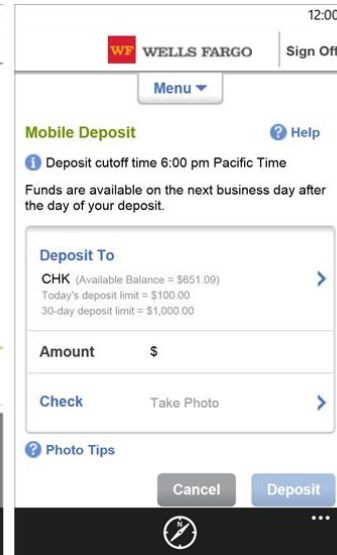 12:00
WF WELLS FARGO Sign Off
Menu
Mobile Deposit ? Help
i Deposit cutoff time 6:00 pm Pacific Time
Funds are available on the next business day after
the day of your deposit.
Deposit To
CHK (Available Balance = $651.09)
Today's deposit limit = $100.00
30-day deposit limit = $1,000.00
Amount $
Check Take Photo
? Photo Tips
Cancel Deposit
N
...